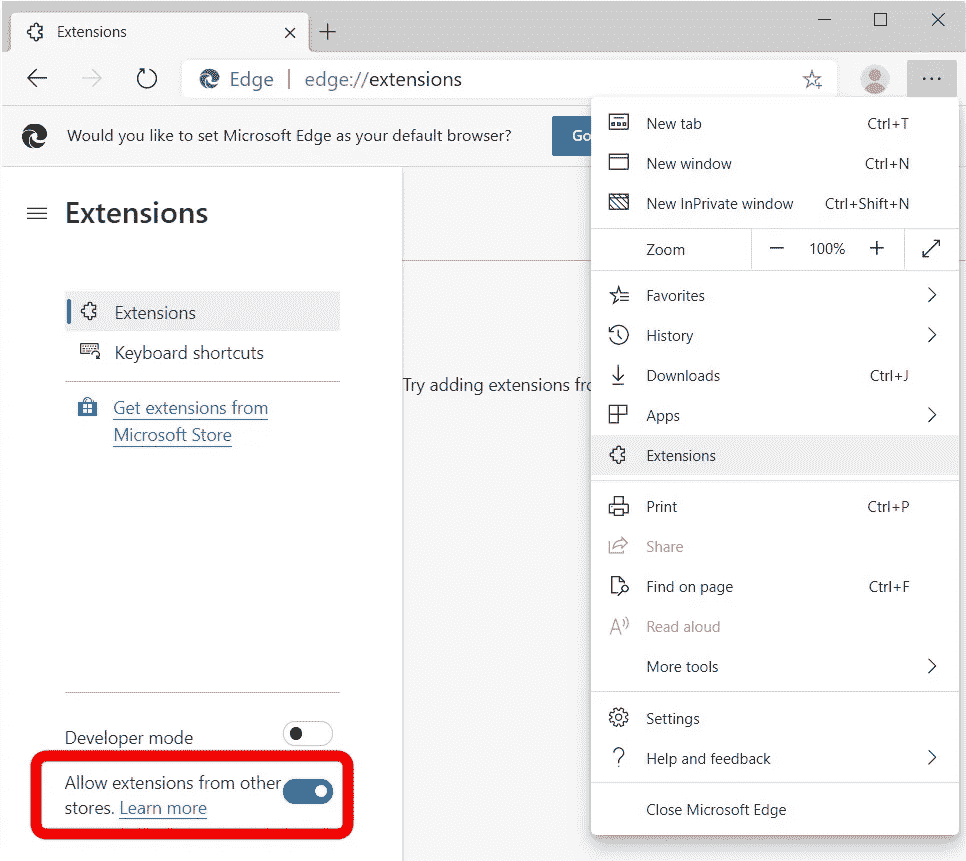 Extensions
Edge | edge://extensions
Would you like to set Microsoft Edge as your default browser?
Go
Extensions
Extensions
Keyboard shortcuts
Get extensions from
Microsoft Store
Developer mode
Allow extensions from other
stores. Learn more
Try adding extensions
New tab Ctrl+T
New window Ctrl+N
New InPrivate window Ctrl+Shift+N
Zoom 100%
Favorites
History
Downloads Ctrl+J
Apps
Extensions
Print Ctrl+P
Share
Find on page Ctrl+F
Read aloud
More tools
Settings
Help and feedback
Close Microsoft Edge